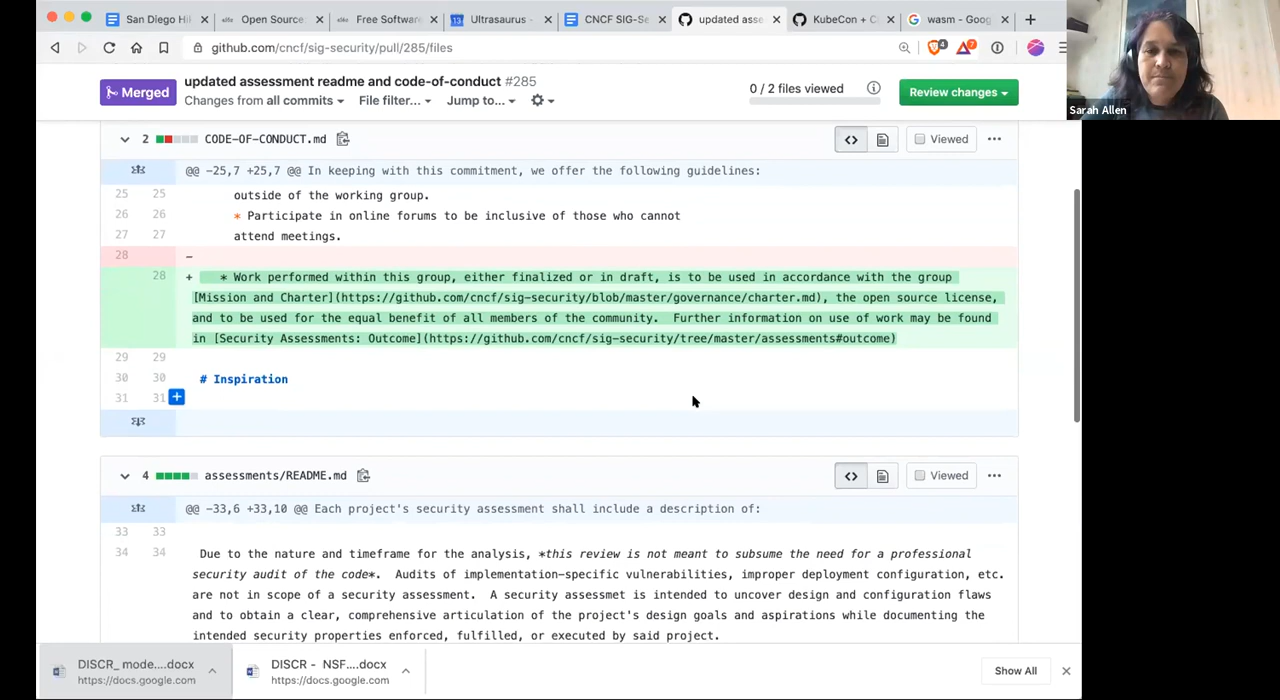 San Diego Hi
Open Source:
Free Softwar
Ultrasaurus -
CNCF SIG-Se
updated asse
KubeCon + C
wasm - Goog
github.com/cncf/sig-security/pull/285/files
4
7
Sarah Allen
Merged
updated assessment readme and code-of-conduct #285
Changes from all commits
File filter...
Jump to...
0 / 2 files viewed
Review changes
2
CODE-OF-CONDUCT.md
Viewed
@@ -25,7 +25,7 @@ In keeping with this commitment, we offer the following guidelines:
25 25 outside of the working group.
26 26 * Participate in online forums to be inclusive of those who cannot
27 27 attend meetings.
28 -
28 + * Work performed within this group, either finalized or in draft, is to be used in accordance with the group
[Mission and Charter](https://github.com/cncf/sig-security/blob/master/governance/charter.md), the open source license,
and to be used for the equal benefit of all members of the community. Further information on use of work may be found
in [Security Assessments: Outcome](https://github.com/cncf/sig-security/tree/master/assessments#outcome)
29 29
30 30 # Inspiration
31 31
4
assessments/README.md
Viewed
@@ -33,6 +33,10 @@ Each project's security assessment shall include a description of:
33 33
34 34 Due to the nature and timeframe for the analysis, *this review is not meant to subsume the need for a professional
security audit of the code*. Audits of implementation-specific vulnerabilities, improper deployment configuration, etc.
are not in scope of a security assessment. A security assessmet is intended to uncover design and configuration flaws
and to obtain a clear, comprehensive articulation of the project's design goals and aspirations while documenting the
intended security properties enforced, fulfilled, or executed by said project.
DISCR_ mode....docx
https://docs.google.com
DISCR - NSF....docx
https://docs.google.com
Show All